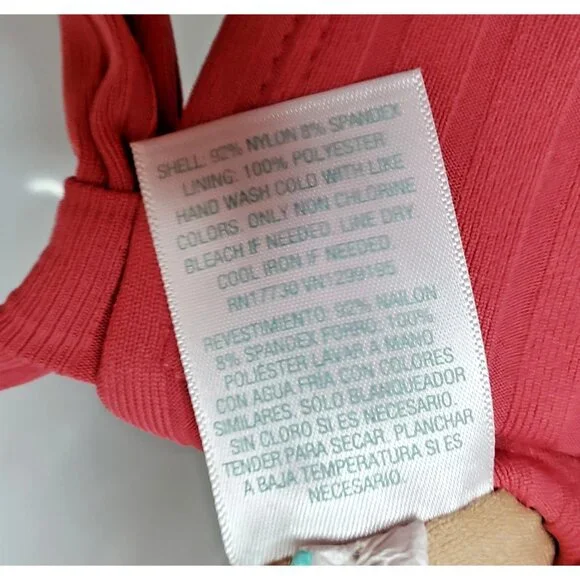 SHELL: 92% NYLON 8% SPANDEX
LINING: 100% POLYESTER
HAND WASH COLD WITH LIKE
COLORS. ONLY NON CHLORINE
BLEACH IF NEEDED. LINE DRY
COOL IRON IF NEEDED.
RN17730 VN1299195
REVESTIMIENTO: 92% NAILON
8% SPANDEX FORRO: 100%
POLIÉSTER LAVAR A MANO
CON AGUA FRIA CON COLORES
SIMILARES, SOLO BLANQUEADOR
SIN CLORO SI ES NECESARIO.
TENDER PARA SECAR. PLANCHAR
A BAJA TEMPERATURA SI ES
NECESARIO.